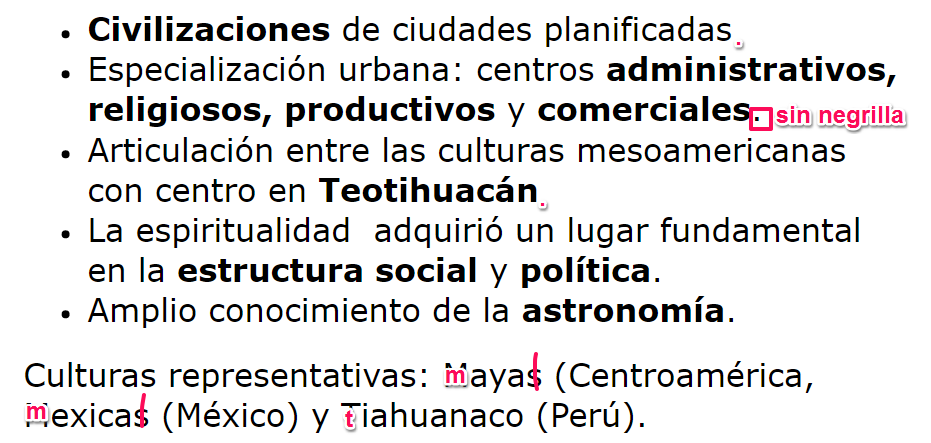 • Civilizaciones de ciudades planificadas.
• Especialización urbana: centros administrativos,
religiosos, productivos y comerciales. sin negrilla
• Articulación entre las culturas mesoamericanas
con centro en Teotihuacán.
• La espiritualidad  adquirió un lugar fundamental
en la estructura social y política.
• Amplio conocimiento de la astronomía.
Culturas representativas: mayas (Centroamérica,
mexicas (México) y tiahuanaco (Perú).